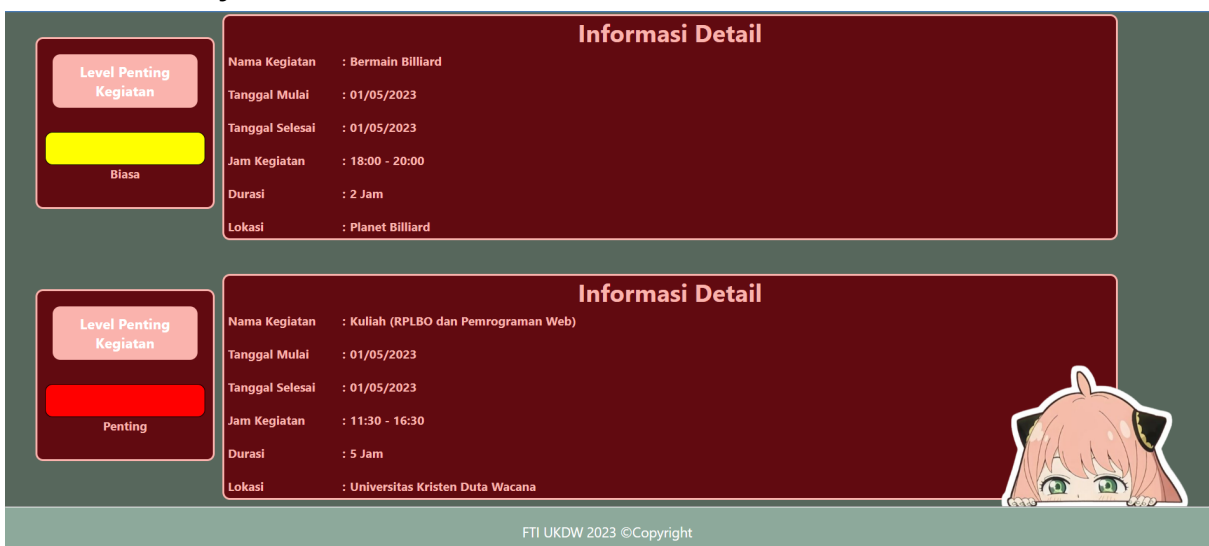 Level Penting
Kegiatan
Biasa
Informasi Detail
Nama Kegiatan : Bermain Billiard
Tanggal Mulai : 01/05/2023
Tanggal Selesai : 01/05/2023
Jam Kegiatan : 18:00 - 20:00
Durasi : 2 Jam
Lokasi : Planet Billiard
Level Penting
Kegiatan
Penting
Informasi Detail
Nama Kegiatan : Kuliah (RPLBO dan Pemrograman Web)
Tanggal Mulai : 01/05/2023
Tanggal Selesai : 01/05/2023
Jam Kegiatan : 11:30 - 16:30
Durasi : 5 Jam
Lokasi : Universitas Kristen Duta Wacana
FTI UKDW 2023 ©Copyright